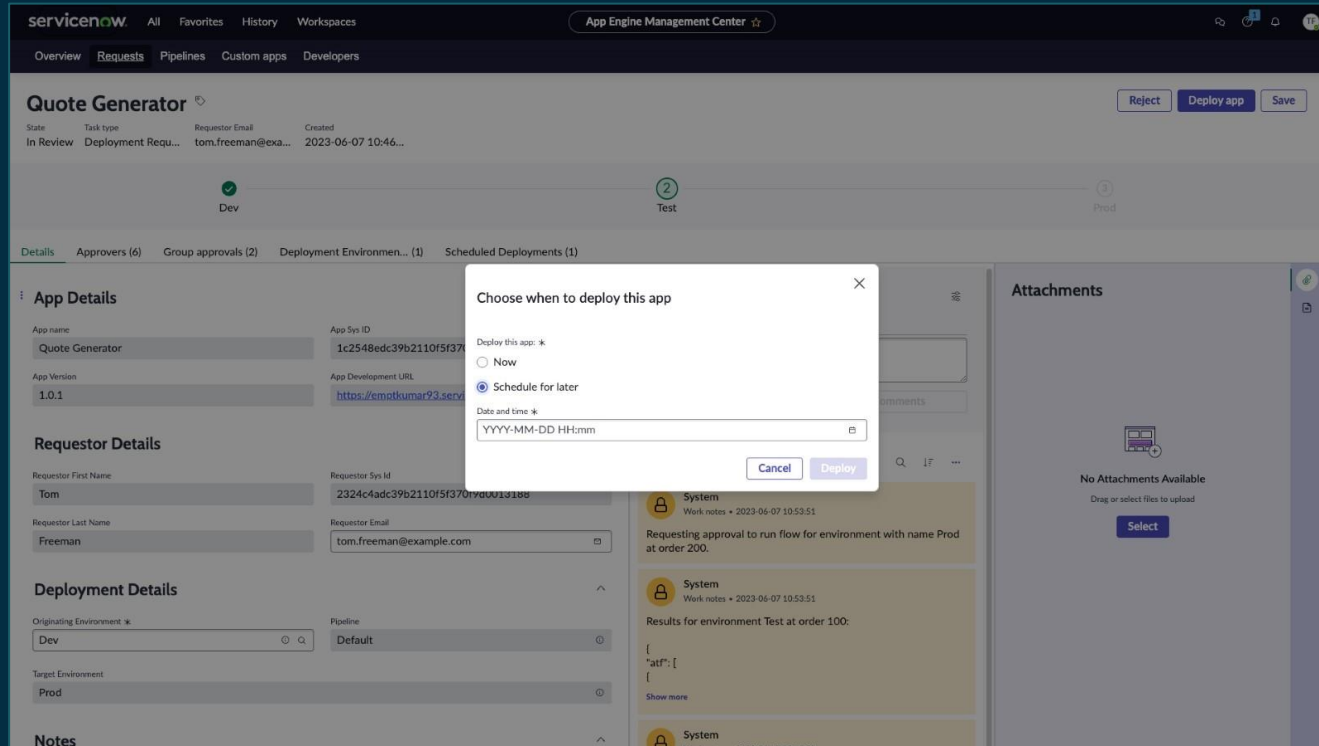 servicenow All Favorites History Workspaces App Engine Management Center 1 TF
Overview Requests Pipelines Custom apps Developers
Quote Generator Reject Deploy app Save
State Task type Requestor Email Created
In Review Deployment Requ... tom.freeman@exa... 2023-06-07 10:46...
2 3
Dev Test Prod
Details Approvers (6) Group approvals (2) Deployment Environmen... (1) Scheduled Deployments (1)
App Details
App name App Sys ID
Quote Generator 1c2548edc39b2110f5f370
App Version App Development URL
1.0.1 https://emptkumar93.servi
Requestor Details
Requestor First Name Requestor Sys Id
Tom 2324c4adc39b2110f5f370f9d0013188
Requestor Last Name Requestor Email
Freeman tom.freeman@example.com
Deployment Details
Originating Environment * Pipeline
Dev Default
Target Environment
Prod
Notes
Choose when to deploy this app
Deploy this app: *
Now
Schedule for later
Date and time *
YYYY-MM-DD HH:mm
Cancel Deploy
System
Work notes • 2023-06-07 10:53:51
Requesting approval to run flow for environment with name Prod
at order 200.
System
Work notes • 2023-06-07 10:53:51
Results for environment Test at order 100:
{
"atf": [
{
Show more
System
Attachments
No Attachments Available
Drag or select files to upload
Select